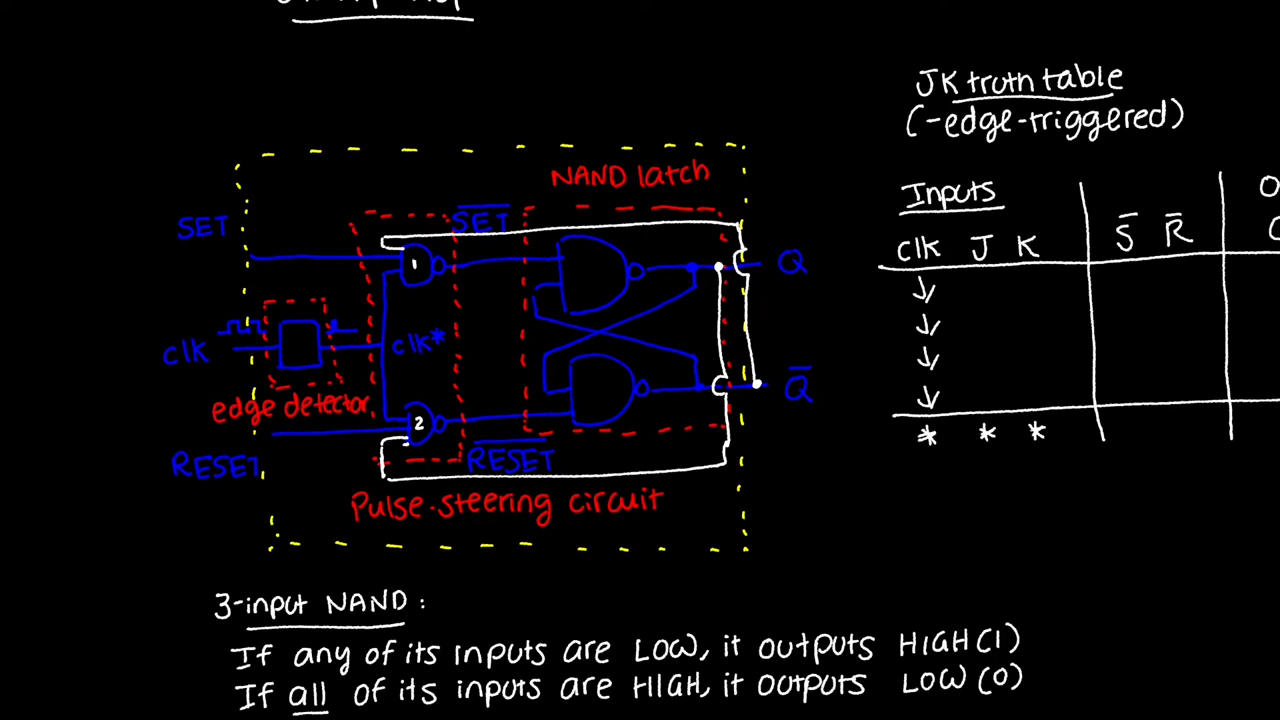 JK truth table
(-edge-triggered)
NAND latch
Inputs
SET
SET
clk J K
S R
Q
1
clk
clk*
Q
edge detector
2
* * *
RESET
RESET
Pulse-steering circuit
3-input NAND:
If any of its inputs are LOW, it outputs HIGH(1)
If all of its inputs are HIGH, it outputs LOW (0)